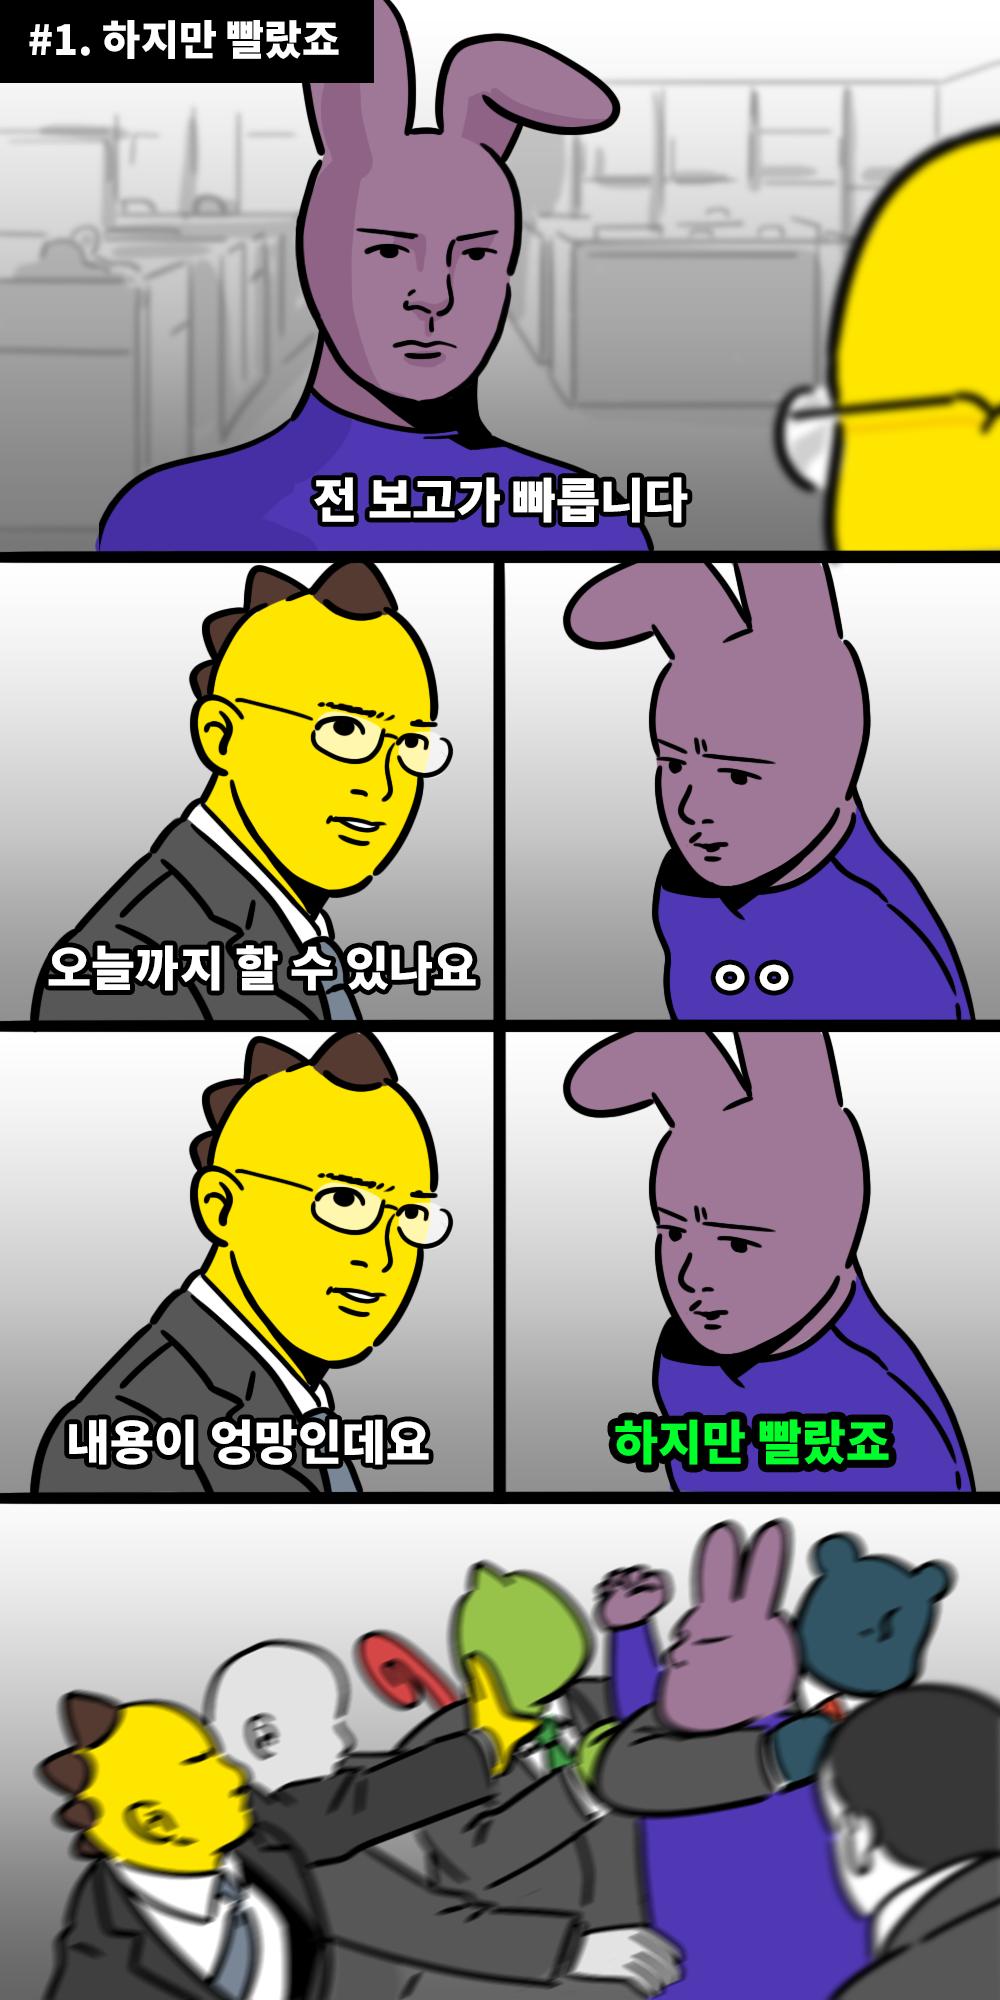 #1. 하지만 빨랐죠
전 보고가 빠릅니다
오늘까지 할 수 있나요
ㅇㅇ
내용이 엉망인데요
하지만 빨랐죠